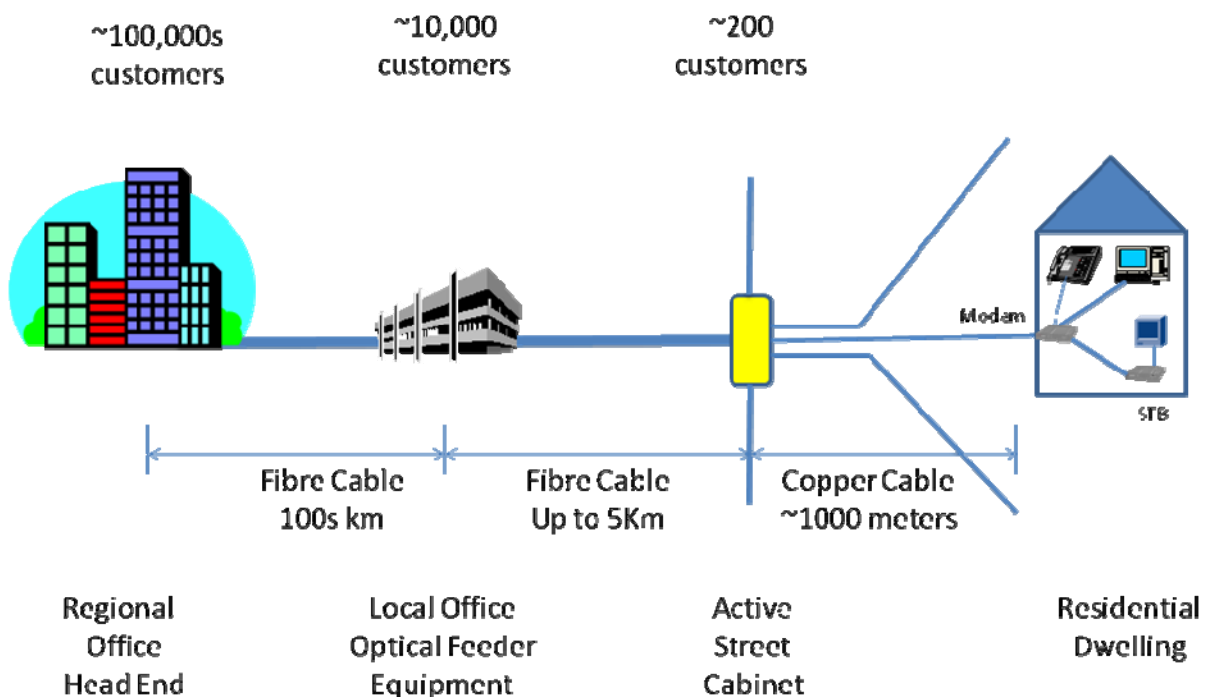 ~100,000s
customers
~10,000
customers
~200
customers
Modem
STB
Fibre Cable
100s km
Fibre Cable
Up to 5Km
Copper Cable
~1000 meters
Regional
Office
Head End
Local Office
Optical Feeder
Equipment
Active
Street
Cabinet
Residential
Dwelling